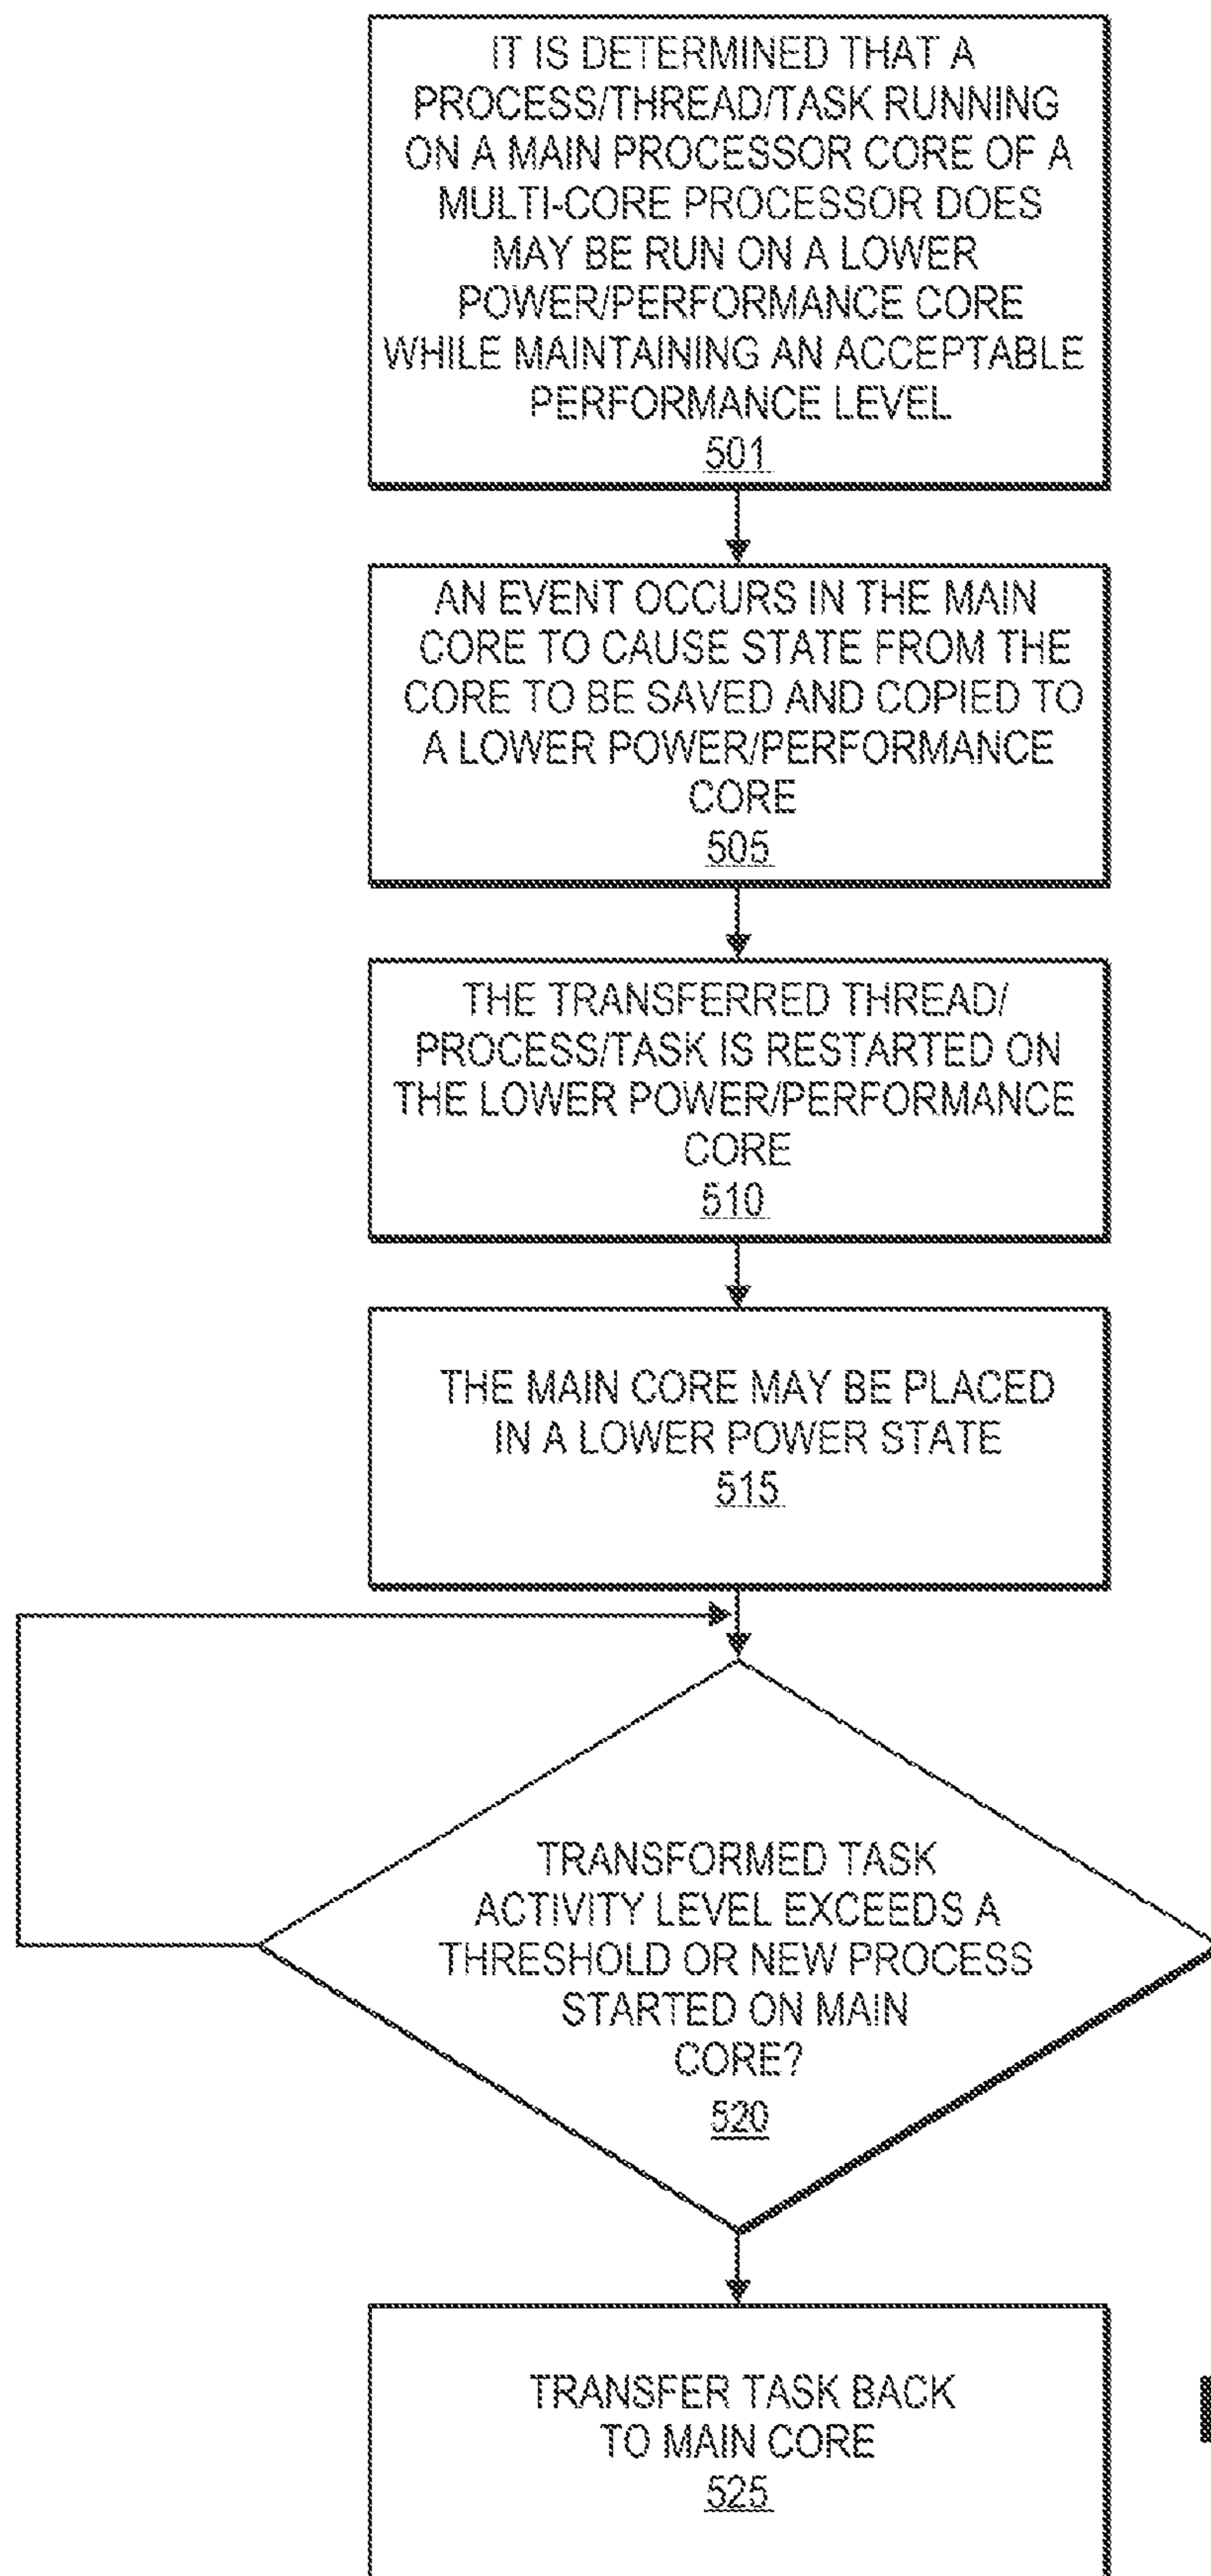 IT IS DETERMINED THAT A
PROCESS/THREAD/TASK RUNNING
ON A MAIN PROCESSOR CORE OF A
MULTI-CORE PROCESSOR DOES
MAY BE RUN ON A LOWER
POWER/PERFORMANCE CORE
WHILE MAINTAINING AN ACCEPTABLE
PERFORMANCE LEVEL
501
AN EVENT OCCURS IN THE MAIN
CORE TO CAUSE STATE FROM THE
CORE TO BE SAVED AND COPIED TO
A LOWER POWER/PERFORMANCE
CORE
505
THE TRANSFERRED THREAD/
PROCESS/TASK IS RESTARTED ON
THE LOWER POWER/PERFORMANCE
CORE
510
THE MAIN CORE MAY BE PLACED
IN A LOWER POWER STATE
515
TRANSFORMED TASK
ACTIVITY LEVEL EXCEEDS A
THRESHOLD OR NEW PROCESS
STARTED ON MAIN
CORE?
520
TRANSFER TASK BACK
TO MAIN CORE
525